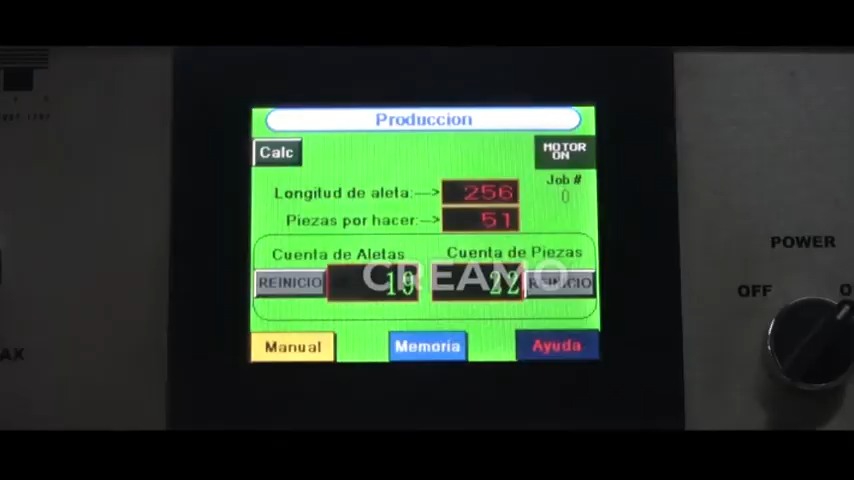 Produccion
Calc
MOTOR
ON
Job #
0
Longitud de aleta:—> 256
Piezas por hacer:—> 51
Cuenta de Aletas
Cuenta de Piezas
REINICIO 19
22 REINICIO
CREAMO
Manual
Memoria
Ayuda
POWER
OFF